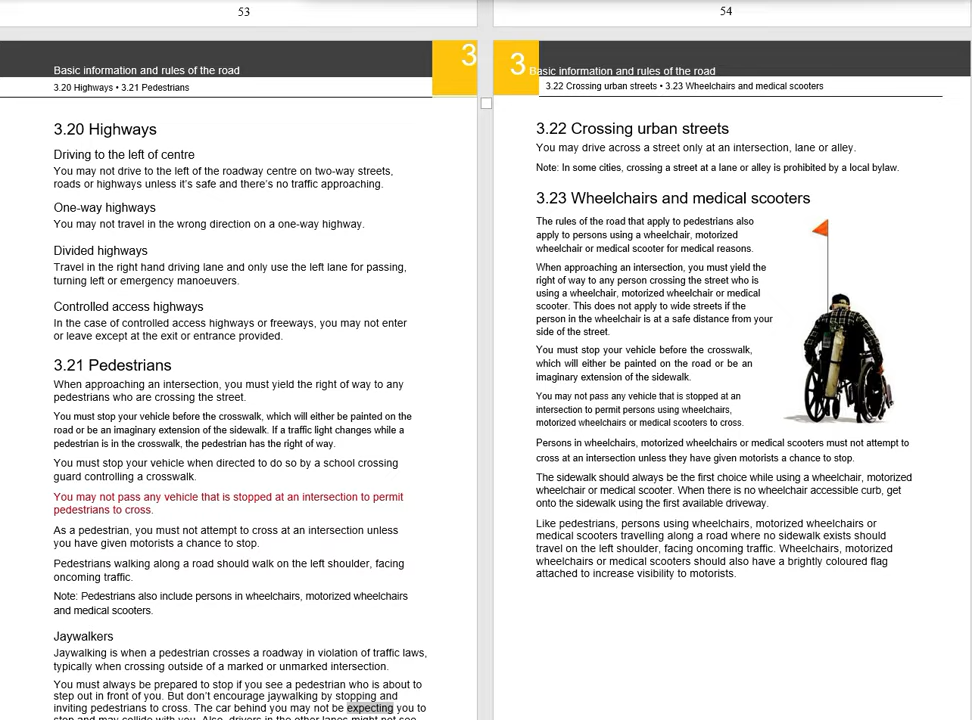 53
Basic information and rules of the road
3
3.20 Highways • 3.21 Pedestrians
3.20 Highways
Driving to the left of centre
You may not drive to the left of the roadway centre on two-way streets,
roads or highways unless it's safe and there's no traffic approaching.
One-way highways
You may not travel in the wrong direction on a one-way highway.
Divided highways
Travel in the right hand driving lane and only use the left lane for passing,
turning left or emergency manoeuvers.
Controlled access highways
In the case of controlled access highways or freeways, you may not enter
or leave except at the exit or entrance provided.
3.21 Pedestrians
When approaching an intersection, you must yield the right of way to any
pedestrians who are crossing the street.
You must stop your vehicle before the crosswalk, which will either be painted on the
road or be an imaginary extension of the sidewalk. If a traffic light changes while a
pedestrian is in the crosswalk, the pedestrian has the right of way.
You must stop your vehicle when directed to do so by a school crossing
guard controlling a crosswalk.
You may not pass any vehicle that is stopped at an intersection to permit
pedestrians to cross.
As a pedestrian, you must not attempt to cross at an intersection unless
you have given motorists a chance to stop.
Pedestrians walking along a road should walk on the left shoulder, facing
oncoming traffic.
Note: Pedestrians also include persons in wheelchairs, motorized wheelchairs
and medical scooters.
Jaywalkers
Jaywalking is when a pedestrian crosses a roadway in violation of traffic laws,
typically when crossing outside of a marked or unmarked intersection.
You must always be prepared to stop if you see a pedestrian who is about to
step out in front of you. But don't encourage jaywalking by stopping and
inviting pedestrians to cross. The car behind you may not be expecting you to
stop and may collide with you. Also, drivers in the other lanes might not see
54
3 Basic information and rules of the road
3.22 Crossing urban streets • 3.23 Wheelchairs and medical scooters
3.22 Crossing urban streets
You may drive across a street only at an intersection, lane or alley.
Note: In some cities, crossing a street at a lane or alley is prohibited by a local bylaw.
3.23 Wheelchairs and medical scooters
The rules of the road that apply to pedestrians also
apply to persons using a wheelchair, motorized
wheelchair or medical scooter for medical reasons.
When approaching an intersection, you must yield the
right of way to any person crossing the street who is
using a wheelchair, motorized wheelchair or medical
scooter. This does not apply to wide streets if the
person in the wheelchair is at a safe distance from your
side of the street.
You must stop your vehicle before the crosswalk,
which will either be painted on the road or be an
imaginary extension of the sidewalk.
You may not pass any vehicle that is stopped at an
intersection to permit persons using wheelchairs,
motorized wheelchairs or medical scooters to cross.
Persons in wheelchairs, motorized wheelchairs or medical scooters must not attempt to
cross at an intersection unless they have given motorists a chance to stop.
The sidewalk should always be the first choice while using a wheelchair, motorized
wheelchair or medical scooter. When there is no wheelchair accessible curb, get
onto the sidewalk using the first available driveway.
Like pedestrians, persons using wheelchairs, motorized wheelchairs or
medical scooters travelling along a road where no sidewalk exists should
travel on the left shoulder, facing oncoming traffic. Wheelchairs, motorized
wheelchairs or medical scooters should also have a brightly coloured flag
attached to increase visibility to motorists.